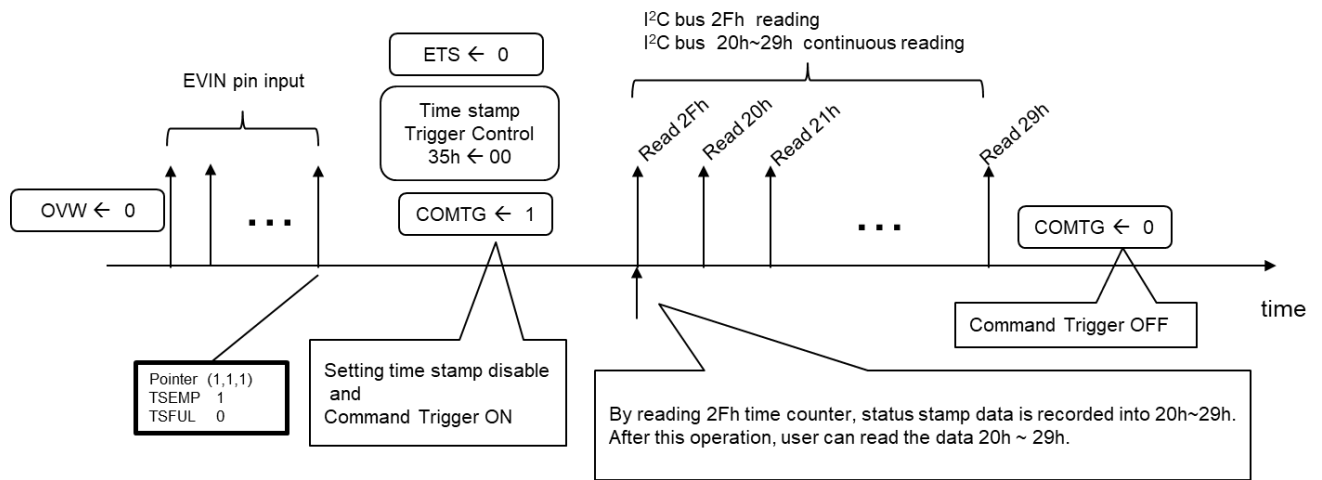 I²C bus 2Fh reading
I²C bus 20h~29h continuous reading
EVIN pin input
ETS ← 0
Time stamp
Trigger Control
35h ← 00
OVW ← 0
...
COMTG ← 1
Read 2Fh
Read 20h
Read 21h
...
Read 29h
COMTG ← 0
time
Pointer (1,1,1)
TSEMP 1
TSFUL 0
Setting time stamp disable
and
Command Trigger ON
By reading 2Fh time counter, status stamp data is recorded into 20h~29h.
After this operation, user can read the data 20h ~ 29h.
Command Trigger OFF